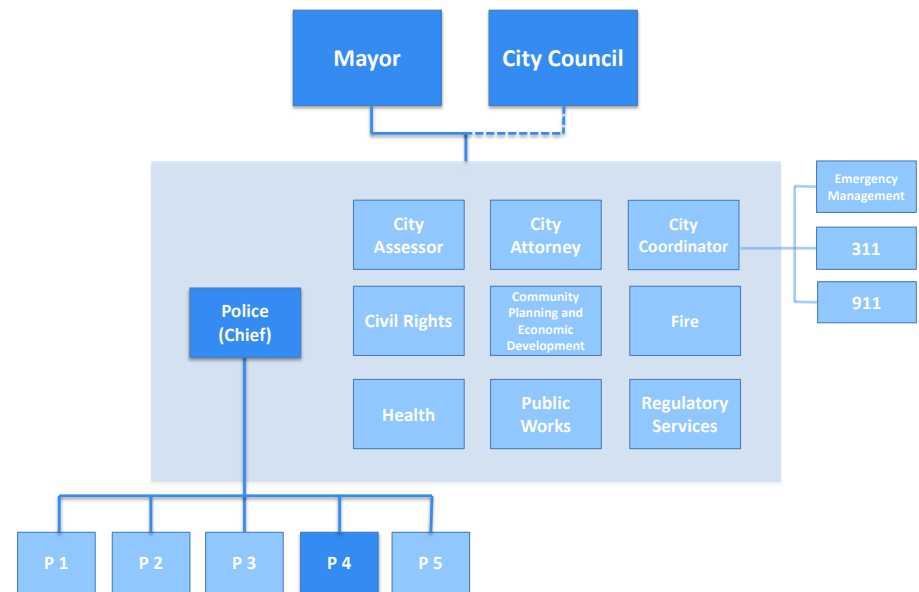 Mayor
City Council
Emergency
Management
City
Assessor
City
Attorney
City
Coordinator
311
911
Police
(Chief)
Civil Rights
Community
Planning and
Economic
Development
Fire
Health
Public
Works
Regulatory
Services
P 1
P 2
P 3
P 4
P 5